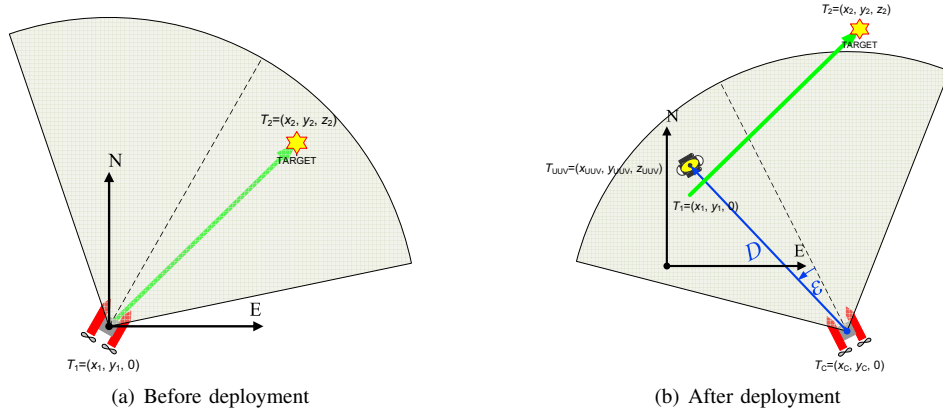 T2=(x2, y2, z2)
TARGET
N
E
T1=(x1, y1, 0)
(a) Before deployment
T2=(x2, y2, z2)
TARGET
N
TUUV=(xUUV, yUUV, zUUV)
T1=(x1, y1, 0)
D
E
ω
TC=(xC, yC, 0)
(b) After deployment